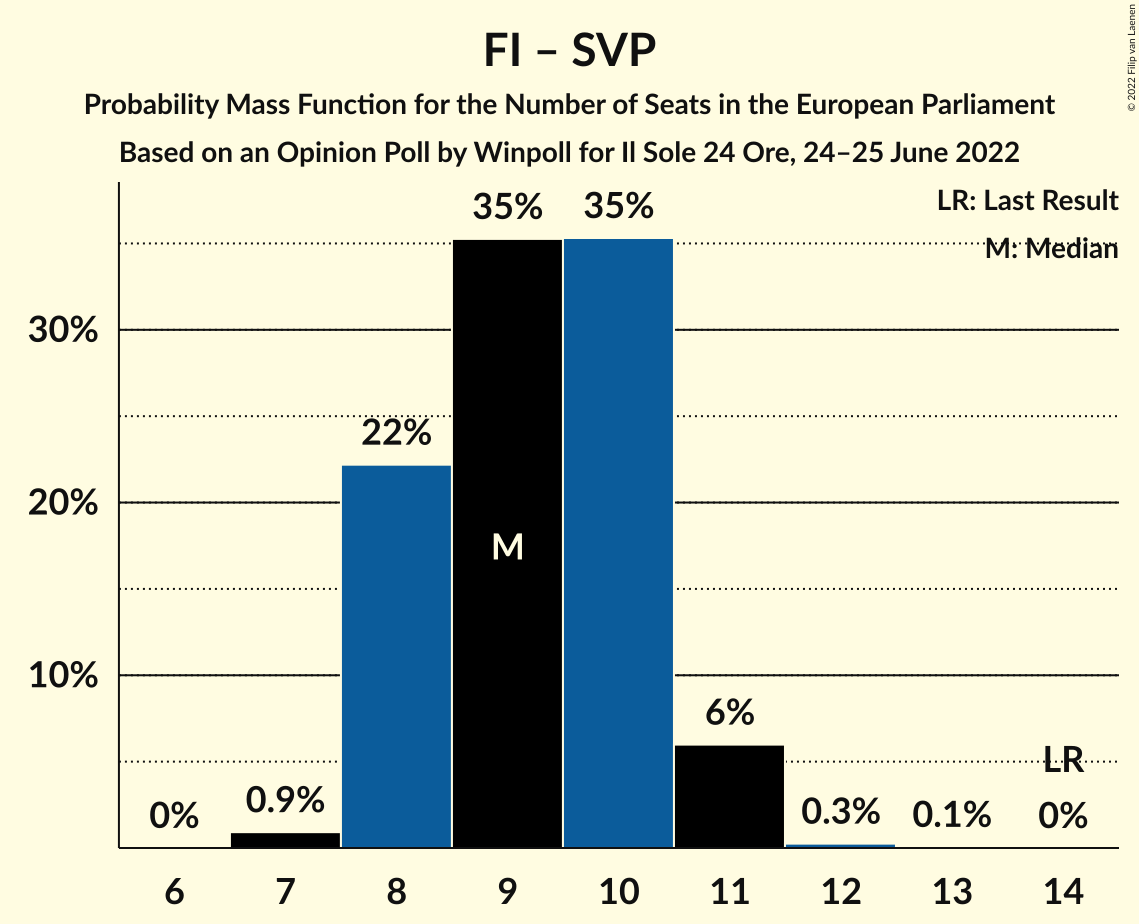 FI – SVP
Probability Mass Function for the Number of Seats in the European Parliament
Based on an Opinion Poll by Winpoll for Il Sole 24 Ore, 24–25 June 2022
© 2022 Filip van Laenen
LR: Last Result
M: Median
35% 35%
30%
22%
20%
M
10%
6%
LR
0% 0.9% 0.3% 0.1% 0%
6 7 8 9 10 11 12 13 14